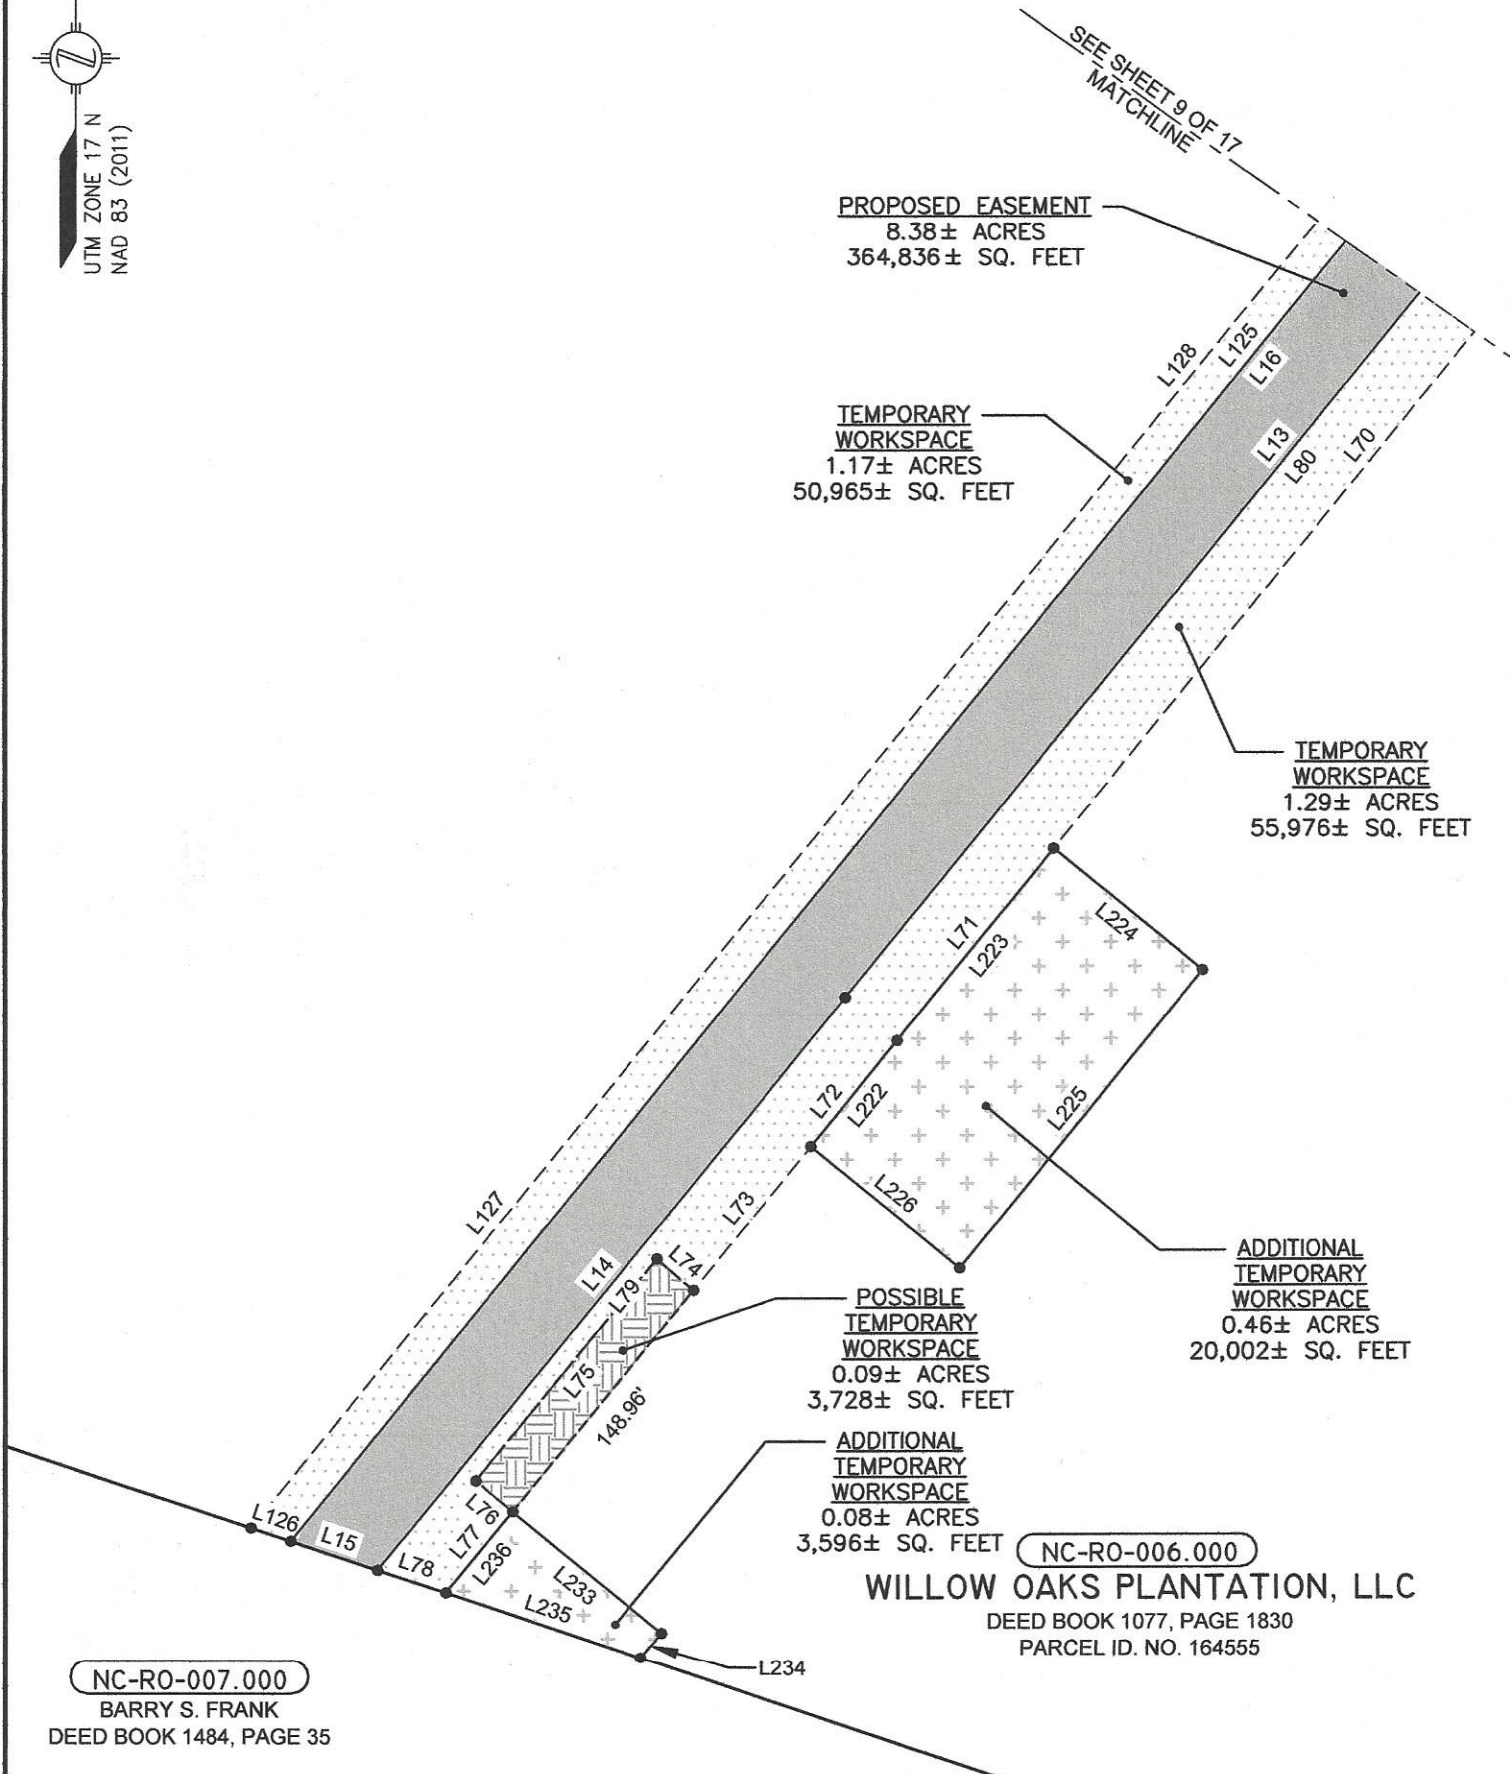 UTM ZONE 17 N
NAD 83 (2011)
SEE SHEET 9 OF 17
MATCHLINE
PROPOSED EASEMENT
8.38± ACRES
364,836± SQ. FEET
L128
L125
L16
TEMPORARY
WORKSPACE
1.17± ACRES
50,965± SQ. FEET
L13
L80
L70
TEMPORARY
WORKSPACE
1.29± ACRES
55,976± SQ. FEET
L71
L223
L224
L72
L222
L225
L226
L127
L73
L14
L79
L74
L75
148.96'
POSSIBLE
TEMPORARY
WORKSPACE
0.09± ACRES
3,728± SQ. FEET
ADDITIONAL
TEMPORARY
WORKSPACE
0.46± ACRES
20,002± SQ. FEET
ADDITIONAL
TEMPORARY
WORKSPACE
0.08± ACRES
3,596± SQ. FEET
L126
L15
L78
L76
L77
L236
L233
L235
L234
NC-RO-006.000
WILLOW OAKS PLANTATION, LLC
DEED BOOK 1077, PAGE 1830
PARCEL ID. NO. 164555
NC-RO-007.000
BARRY S. FRANK
DEED BOOK 1484, PAGE 35